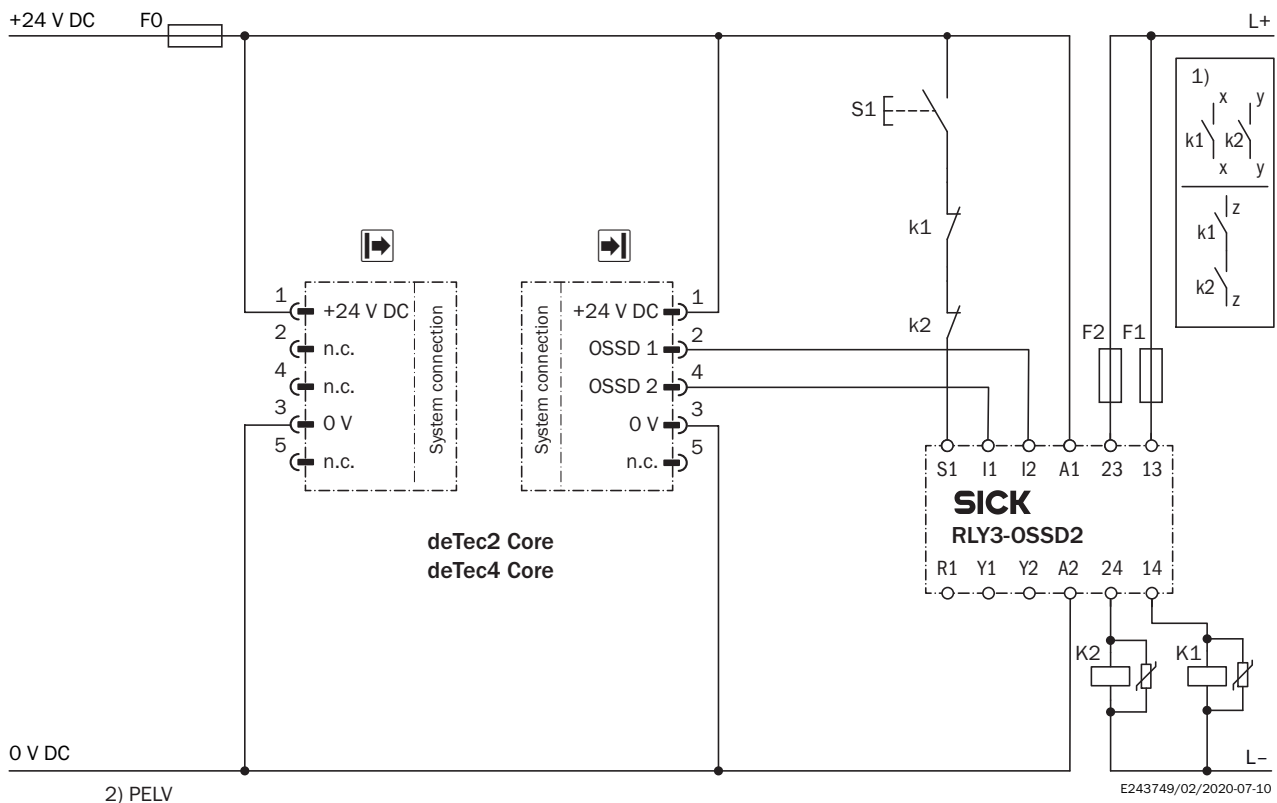 +24 V DC
F0
L+
1)
x y
k1 k2
x y
z
k1
k2
z
S1
k1
k2
F2 F1
1 +24 V DC
2 n.c.
4 n.c.
3 0 V
5 n.c.
System connection
System connection
+24 V DC 1
OSSD 1 2
OSSD 2 4
0 V 3
n.c. 5
deTec2 Core
deTec4 Core
S1 I1 I2 A1 23 13
SICK
RLY3-OSSD2
R1 Y1 Y2 A2 24 14
K2 K1
0 V DC
L–
2) PELV
E243749/02/2020-07-10